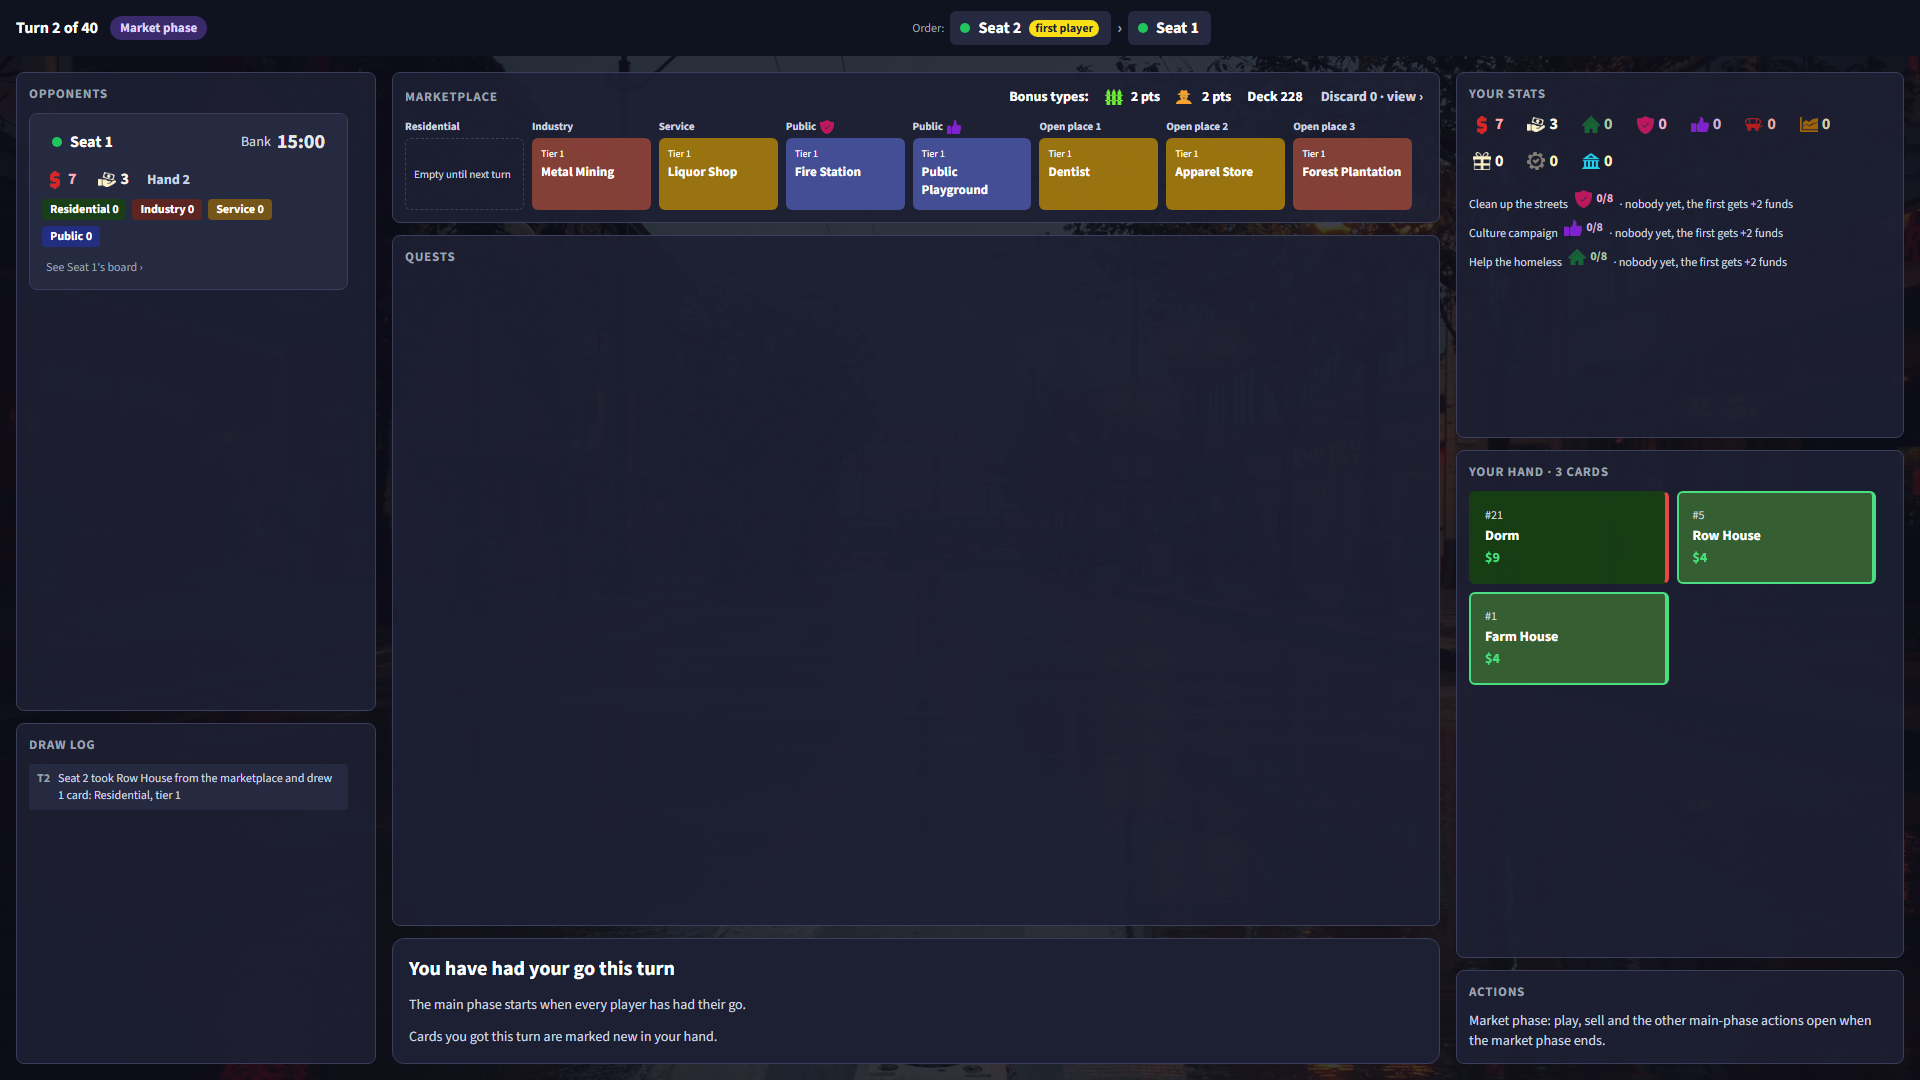 Turn 2 of 40 Market phase
Order: Seat 2 first player › Seat 1
OPPONENTS
Seat 1 Bank 15:00
7 3 Hand 2
Residential 0 Industry 0 Service 0
Public 0
See Seat 1's board ›
DRAW LOG
T2 Seat 2 took Row House from the marketplace and drew
1 card: Residential, tier 1
MARKETPLACE Bonus types: 2 pts 2 pts Deck 228 Discard 0 · view ›
Residential Industry Service Public Public Open place 1 Open place 2 Open place 3
Empty until next turn
Tier 1
Metal Mining
Tier 1
Liquor Shop
Tier 1
Fire Station
Tier 1
Public
Playground
Tier 1
Dentist
Tier 1
Apparel Store
Tier 1
Forest Plantation
QUESTS
You have had your go this turn
The main phase starts when every player has had their go.
Cards you got this turn are marked new in your hand.
YOUR STATS
7 3 0 0 0 0 0
0 0 0
Clean up the streets 0/8 · nobody yet, the first gets +2 funds
Culture campaign 0/8 · nobody yet, the first gets +2 funds
Help the homeless 0/8 · nobody yet, the first gets +2 funds
YOUR HAND · 3 CARDS
#21
Dorm
$9
#5
Row House
$4
#1
Farm House
$4
ACTIONS
Market phase: play, sell and the other main-phase actions open when
the market phase ends.